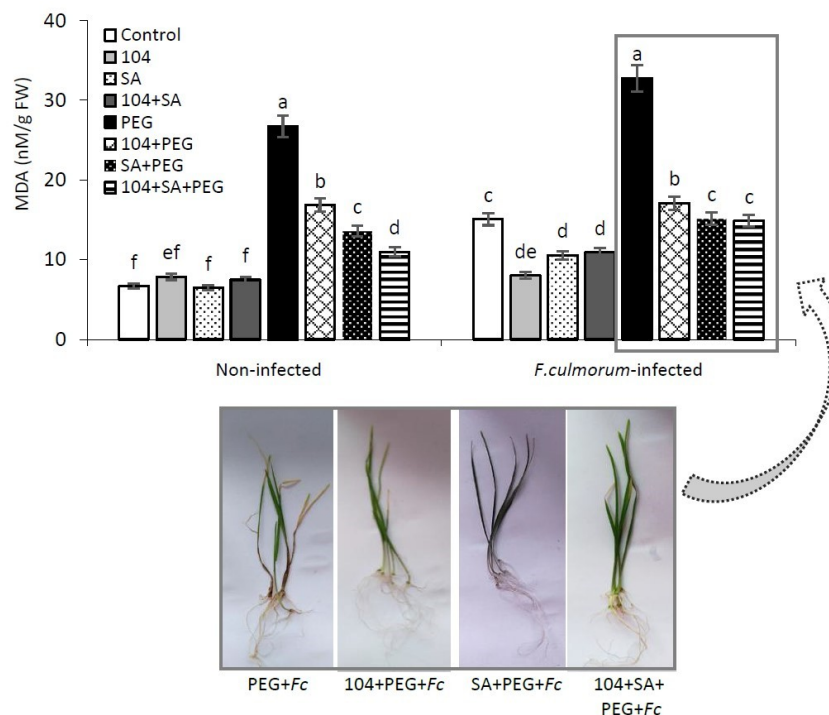 40
30
20
10
0
MDA (nM/g FW)
Control
104
SA
104+SA
PEG
104+PEG
SA+PEG
104+SA+PEG
f
ef
f
f
a
b
c
d
c
de
d
d
a
b
c
c
Non-infected
F.culmorum-infected
PEG+Fc
104+PEG+Fc
SA+PEG+Fc
104+SA+
PEG+Fc